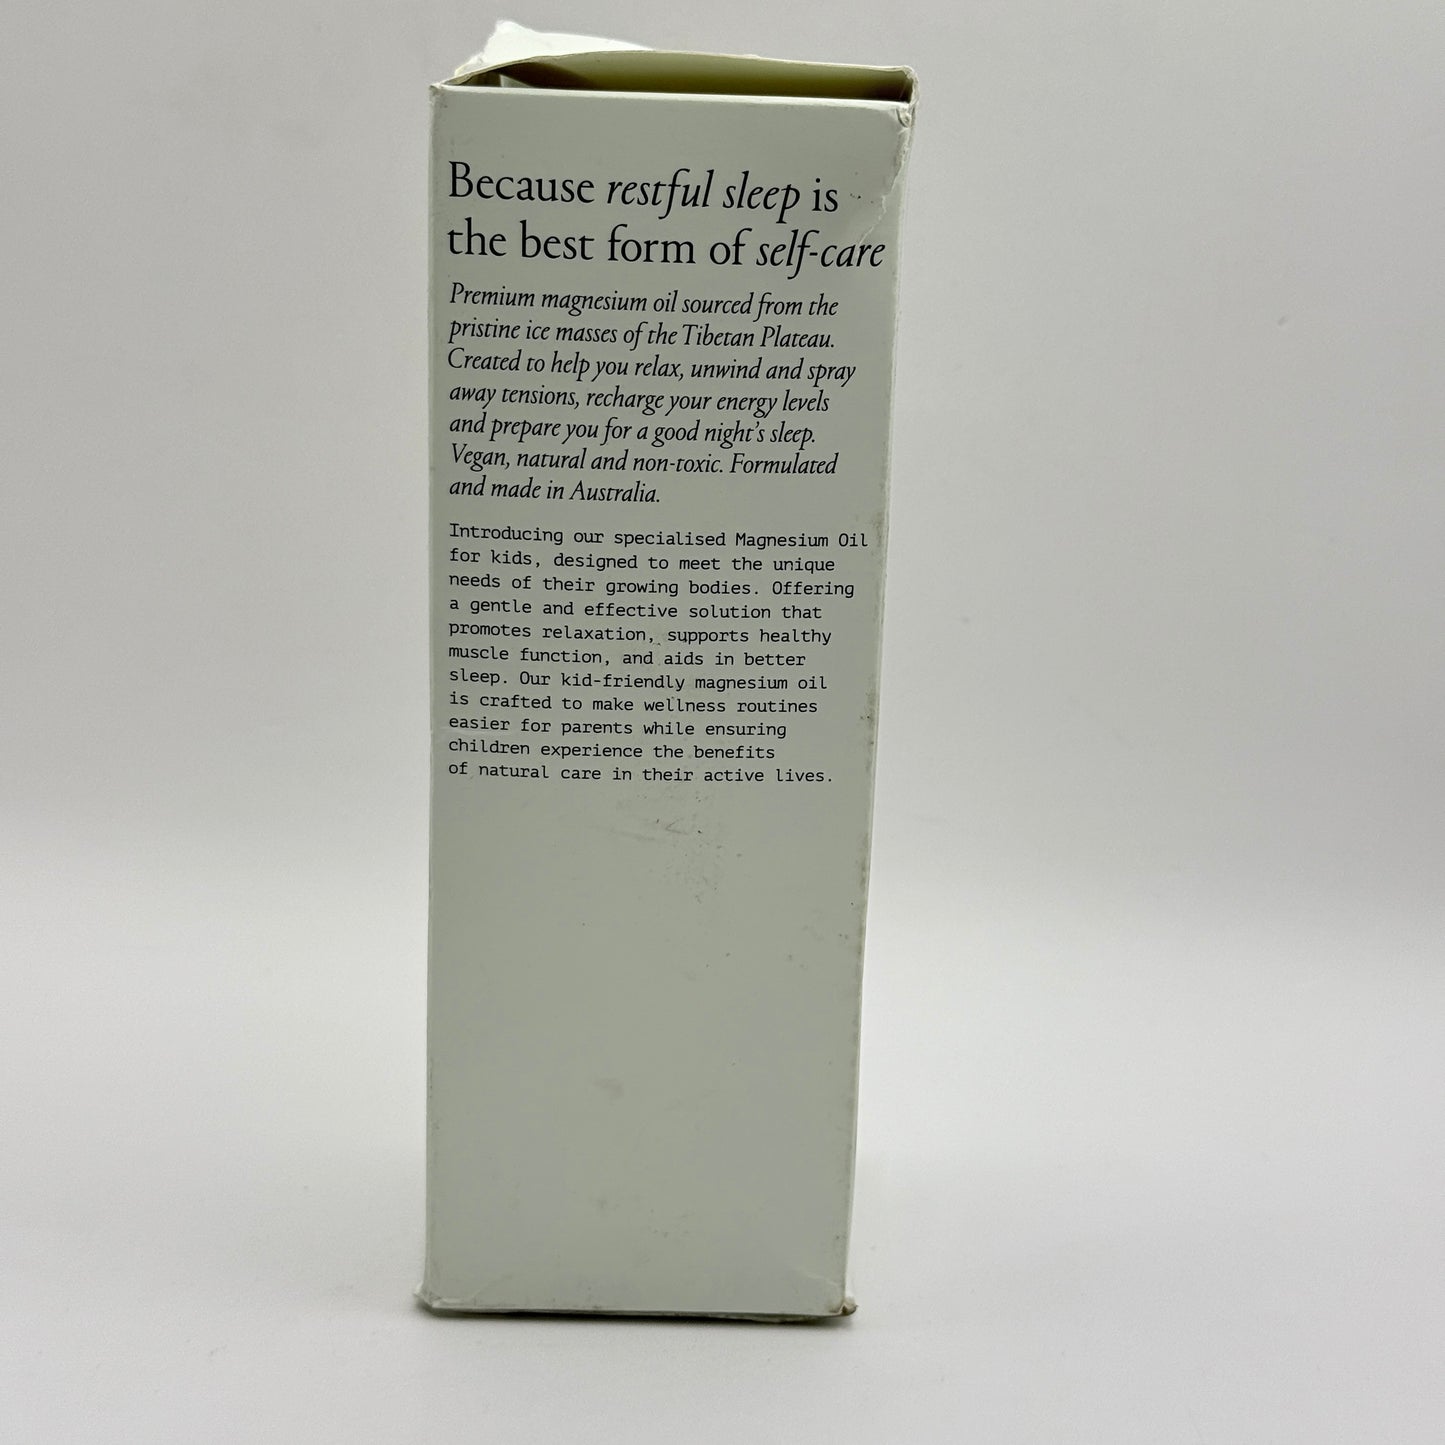 Because restful sleep is
the best form of self-care
Premium magnesium oil sourced from the
pristine ice masses of the Tibetan Plateau.
Created to help you relax, unwind and spray
away tensions, recharge your energy levels
and prepare you for a good night's sleep.
Vegan, natural and non-toxic. Formulated
and made in Australia.
Introducing our specialised Magnesium Oil
for kids, designed to meet the unique
needs of their growing bodies. Offering
a gentle and effective solution that
promotes relaxation, supports healthy
muscle function, and aids in better
sleep. Our kid-friendly magnesium oil
is crafted to make wellness routines
easier for parents while ensuring
children experience the benefits
of natural care in their active lives.